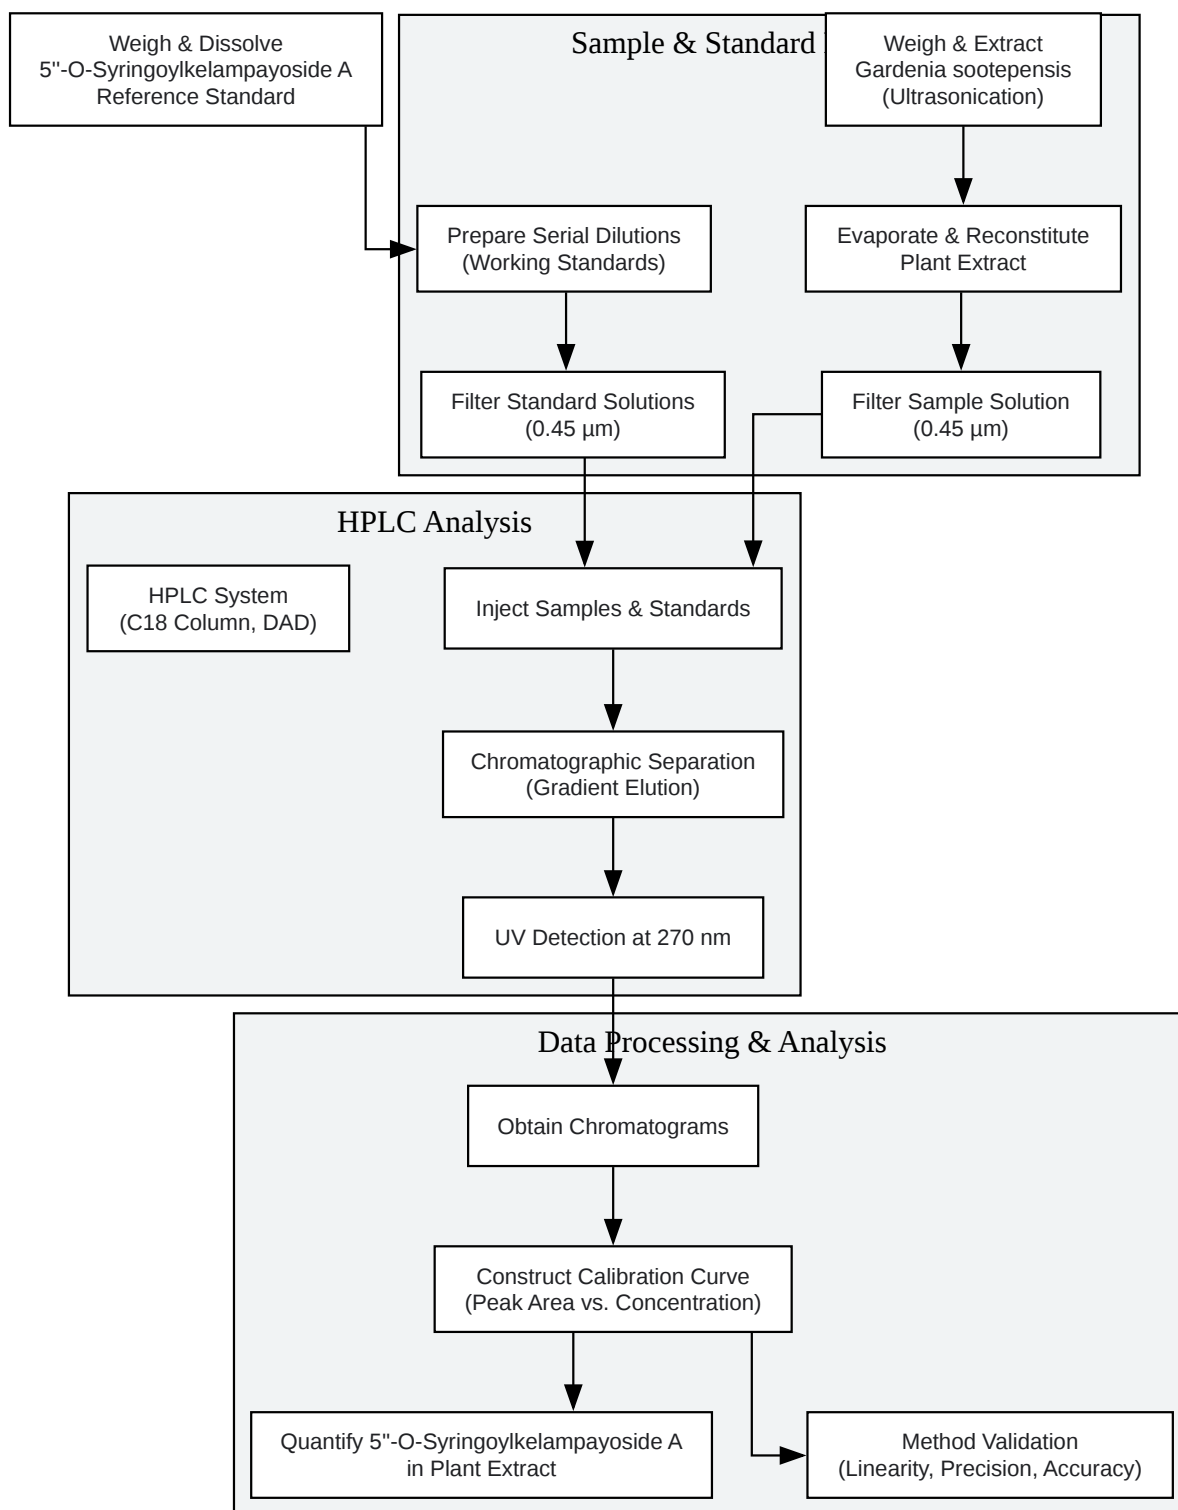 Weigh & Dissolve
5"-O-Syringoylkelampayoside A
Reference Standard
Sample & Standard
Weigh & Extract
Gardenia sootepensis
(Ultrasonication)
Prepare Serial Dilutions
(Working Standards)
Evaporate & Reconstitute
Plant Extract
Filter Standard Solutions
(0.45 µm)
Filter Sample Solution
(0.45 µm)
HPLC Analysis
HPLC System
(C18 Column, DAD)
Inject Samples & Standards
Chromatographic Separation
(Gradient Elution)
UV Detection at 270 nm
Data Processing & Analysis
Obtain Chromatograms
Construct Calibration Curve
(Peak Area vs. Concentration)
Quantify 5"-O-Syringoylkelampayoside A
in Plant Extract
Method Validation
(Linearity, Precision, Accuracy)